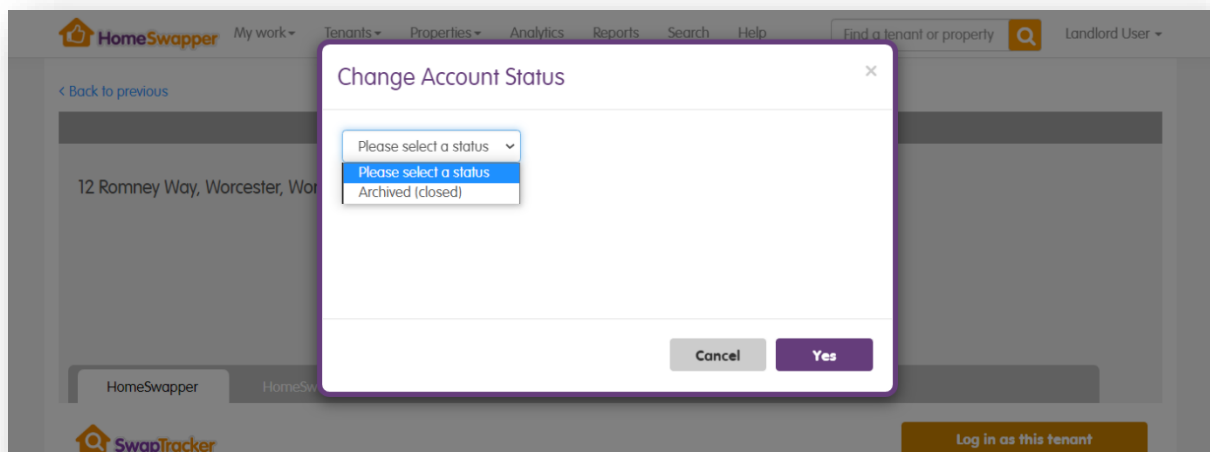 HomeSwapper My work Tenants Properties Analytics Reports Search Help Find a tenant or property Landlord User
Change Account Status ×
< Back to previous
Please select a status
Please select a status
Archived (closed)
12 Romney Way, Worcester, Wor
Cancel Yes
HomeSwapper HomeSw
SwapTracker Log in as this tenant